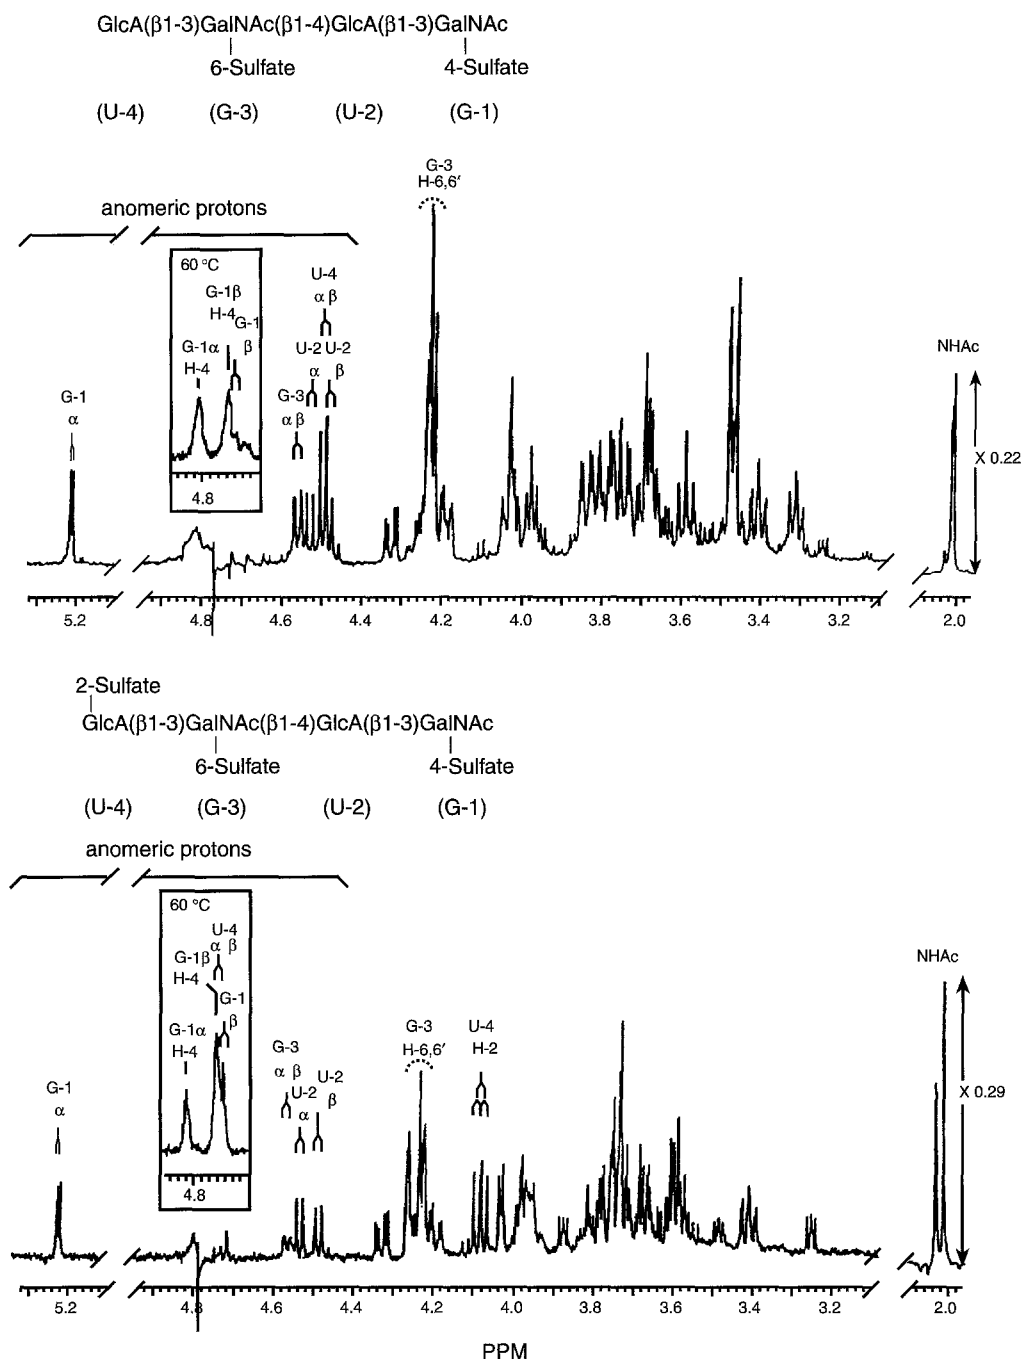 GlcA(β1-3)GalNAc(β1-4)GlcA(β1-3)GalNAc
6-Sulfate 4-Sulfate
(U-4) (G-3) (U-2) (G-1)
G-3
H-6,6′
anomeric protons
60 °C
G-1β
H-4
G-1
β
G-1α
H-4
U-4
α β
U-2 U-2
α β
G-3
α β
G-1
α
NHAc
X 0.22
4.8
5.2 4.8 4.6 4.4 4.2 4.0 3.8 3.6 3.4 3.2 2.0
2-Sulfate
GlcA(β1-3)GalNAc(β1-4)GlcA(β1-3)GalNAc
6-Sulfate 4-Sulfate
(U-4) (G-3) (U-2) (G-1)
anomeric protons
60 °C
U-4
α β
G-1β
H-4
G-1
β
G-1α
H-4
G-3
α β
U-2
α
U-2
β
G-3
H-6,6′
U-4
H-2
G-1
α
NHAc
X 0.29
4.8
5.2 4.8 4.6 4.4 4.2 4.0 3.8 3.6 3.4 3.2 2.0
PPM